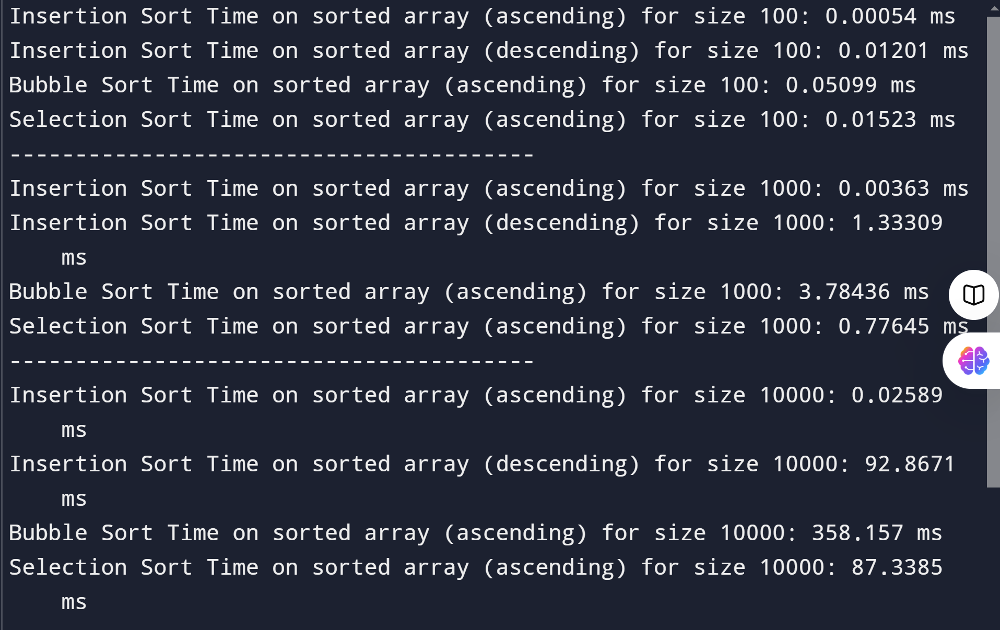 Insertion Sort Time on sorted array (ascending) for size 100: 0.00054 ms
Insertion Sort Time on sorted array (descending) for size 100: 0.01201 ms
Bubble Sort Time on sorted array (ascending) for size 100: 0.05099 ms
Selection Sort Time on sorted array (ascending) for size 100: 0.01523 ms
----------------------------------------
Insertion Sort Time on sorted array (ascending) for size 1000: 0.00363 ms
Insertion Sort Time on sorted array (descending) for size 1000: 1.33309
ms
Bubble Sort Time on sorted array (ascending) for size 1000: 3.78436 ms
Selection Sort Time on sorted array (ascending) for size 1000: 0.77645 ms
----------------------------------------
Insertion Sort Time on sorted array (ascending) for size 10000: 0.02589
ms
Insertion Sort Time on sorted array (descending) for size 10000: 92.8671
ms
Bubble Sort Time on sorted array (ascending) for size 10000: 358.157 ms
Selection Sort Time on sorted array (ascending) for size 10000: 87.3385
ms